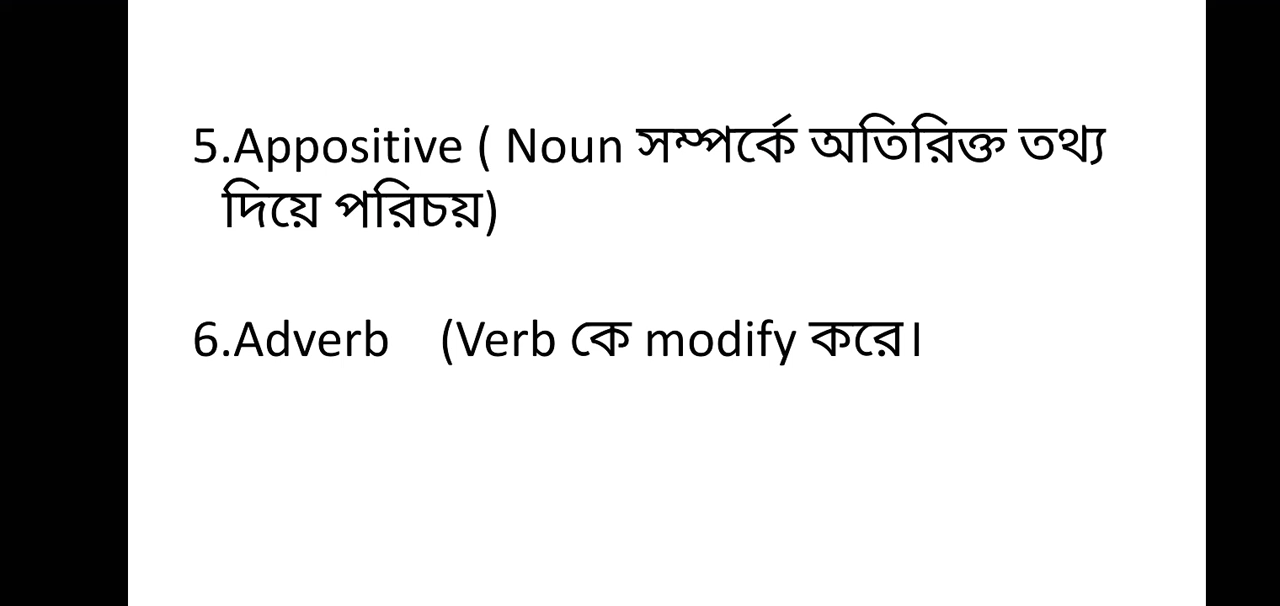 5.Appositive ( Noun সম্পর্কে অতিরিক্ত তথ্য
দিয়ে পরিচয়)
6.Adverb (Verb কে modify করে।